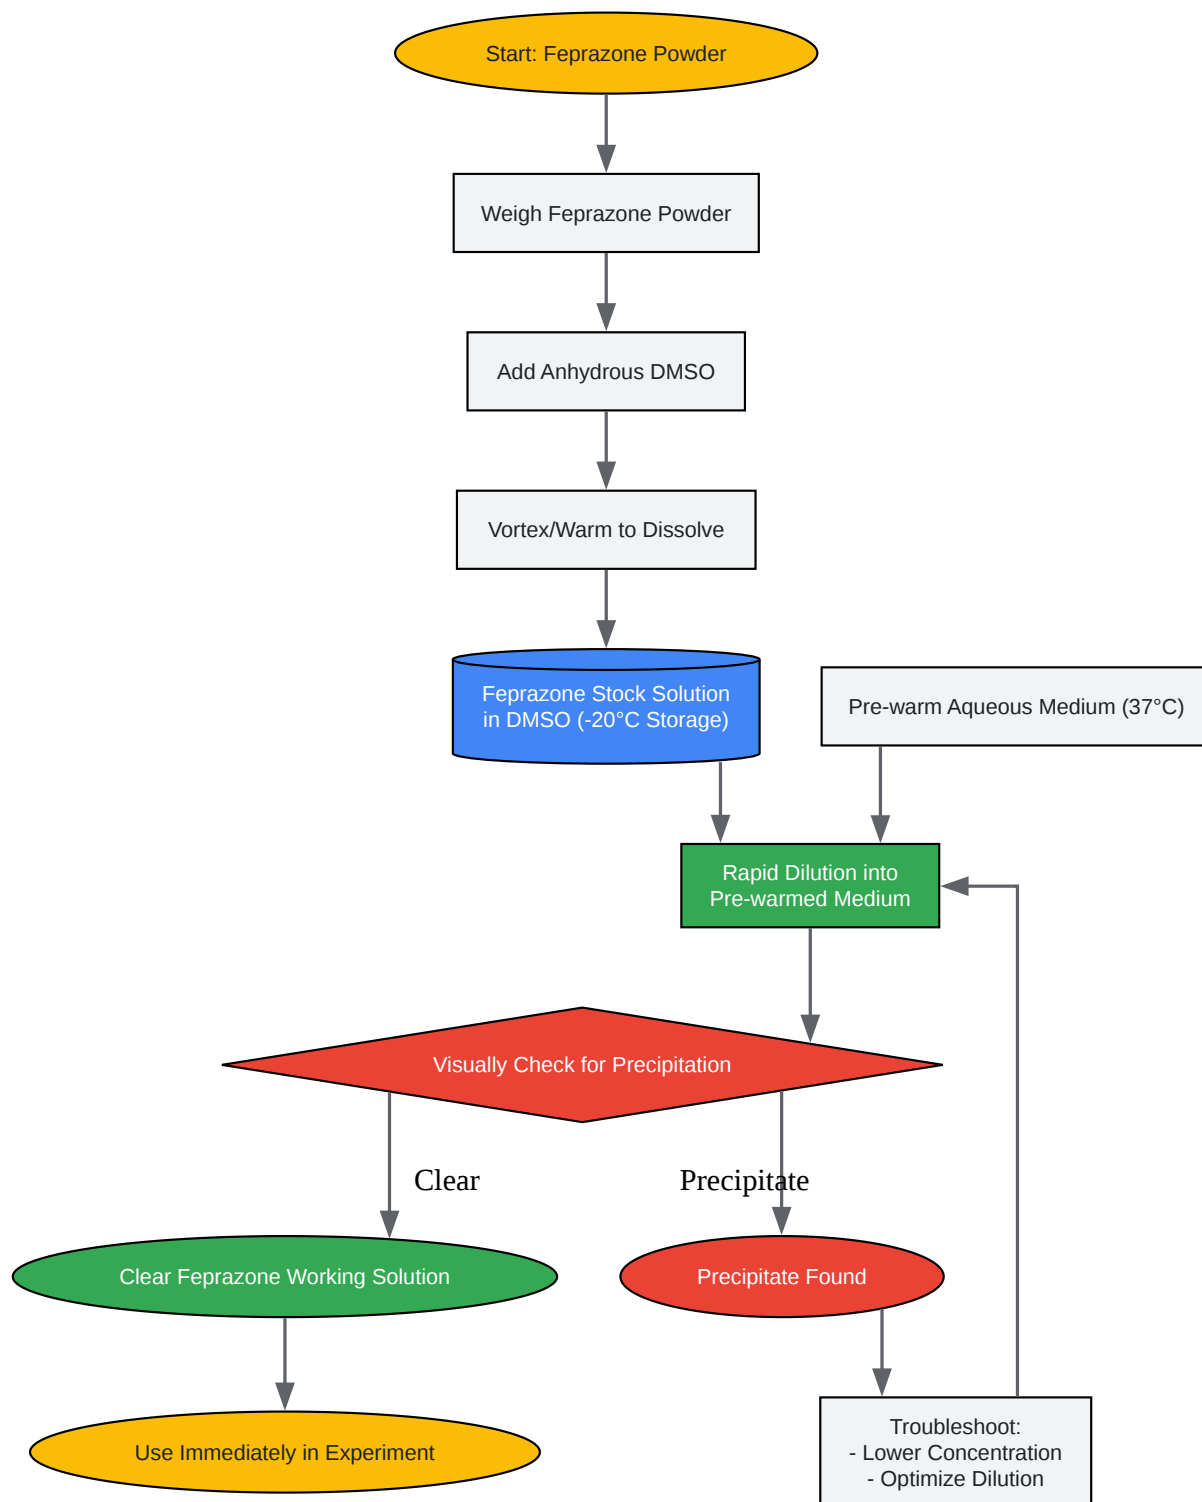 Start: Feprazone Powder
Weigh Feprazone Powder
Add Anhydrous DMSO
Vortex/Warm to Dissolve
Feprazone Stock Solution
in DMSO (-20°C Storage)
Pre-warm Aqueous Medium (37°C)
Rapid Dilution into
Pre-warmed Medium
Visually Check for Precipitation
Clear
Precipitate
Clear Feprazone Working Solution
Precipitate Found
Use Immediately in Experiment
Troubleshoot:
- Lower Concentration
- Optimize Dilution